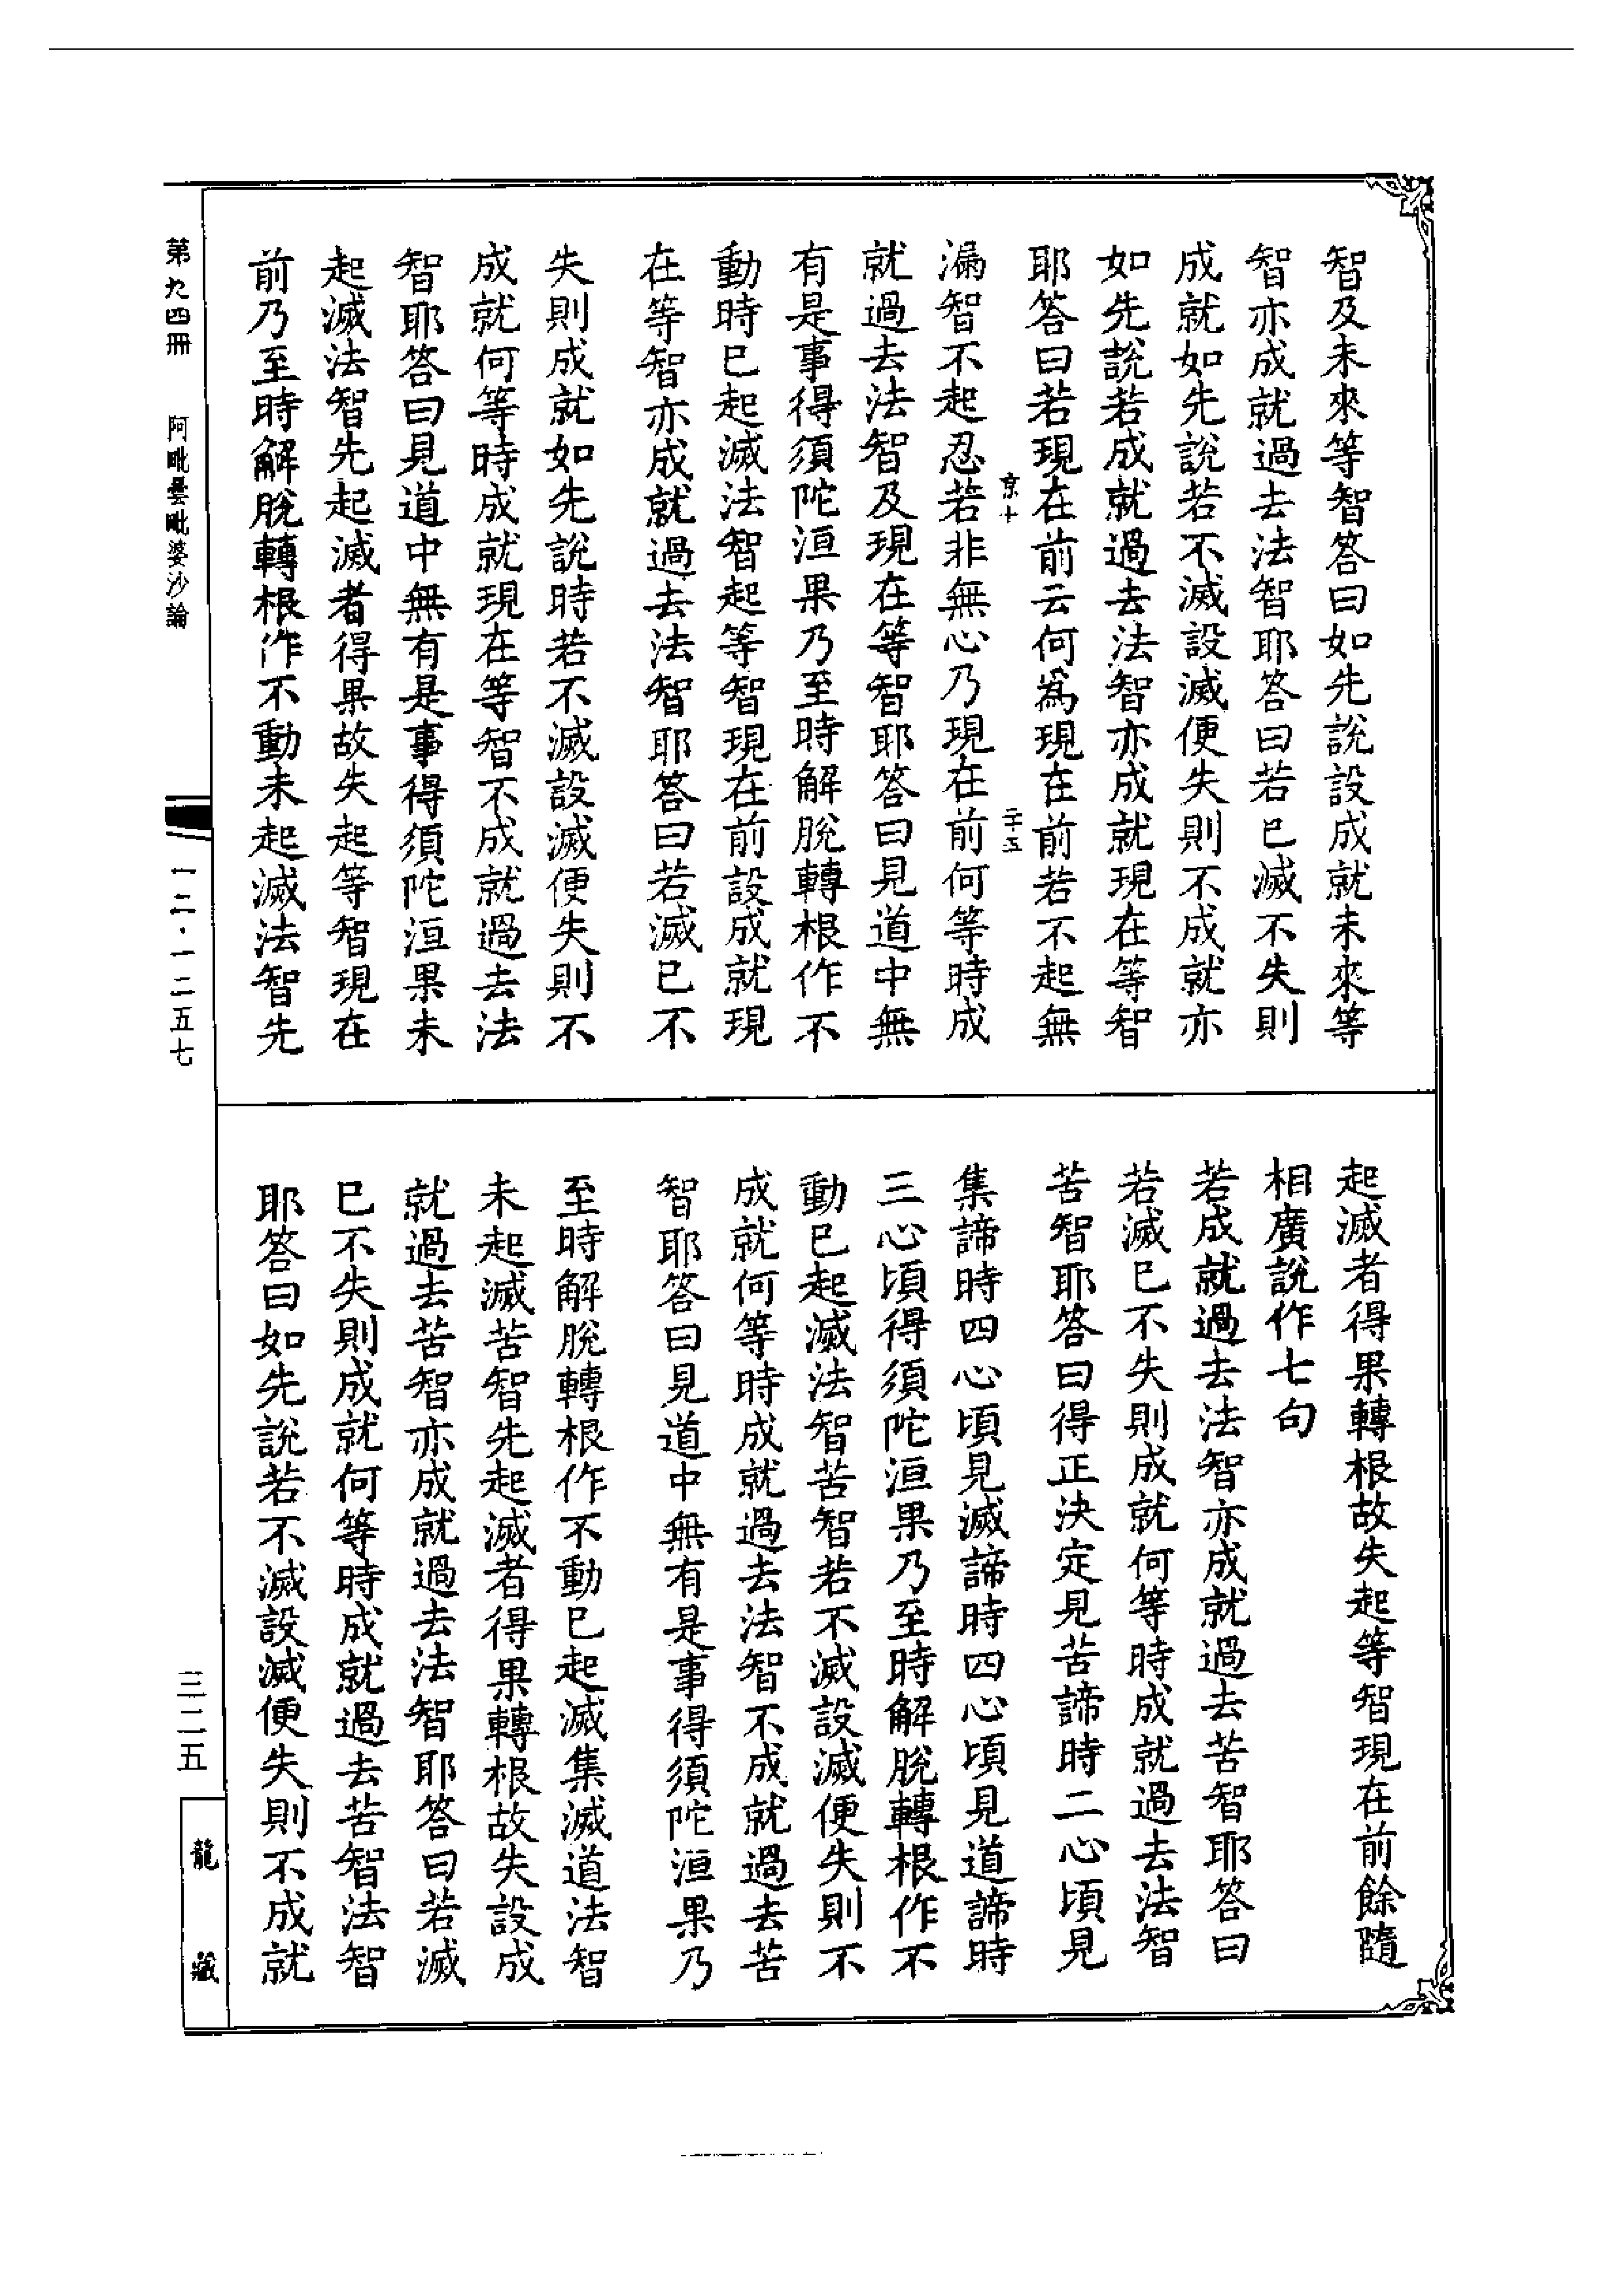 智及未來等智答曰如先說設成就未來等
智亦成就過去法智耶答曰若已滅不失則
成就如先說若不滅設滅便失則不成就亦
如先說若成就過去法智亦成就現在等智
耶答曰若現在前云何爲現在前若不起無
京十
二十五
漏智不起忍若非無心乃現在前何等時成
就過去法智及現在等智耶答曰見道中無
有是事得須陀洹果乃至時解脫轉根作不
動時已起滅法智起等智現在前設成就現
在等智亦成就過去法智耶答曰若滅已不
失則成就如先說時若不滅設滅便失則不
成就何等時成就現在等智不成就過去法
智耶答曰見道中無有是事得須陀洹果未
起滅法智先起滅者得果故失起等智現在
前乃至時解脫轉根作不動未起滅法智先
起滅者得果轉根故失起等智現在前餘隨
相廣說作七句
若成就過去法智亦成就過去苦智耶答曰
若滅已不失則成就何等時成就過去法智
苦智耶答曰得正決定見苦諦時二心頃見
集諦時四心頃見滅諦時四心頃見道諦時
三心頃得須陀洹果乃至時解脫轉根作不
動已起滅法智苦智若不滅設滅便失則不
成就何等時成就過去法智不成就過去苦
智耶答曰見道中無有是事得須陀洹果乃
至時解脫轉根作不動已起滅集滅道法智
未起滅苦智先起滅者得果轉根故失設成
就過去苦智亦成就過去法智耶答曰若滅
已不失則成就何等時成就過去苦智法智
耶答曰如先說若不滅設滅便失則不成就
第九四冊 阿毗曇毗婆沙論
一二·一二五七
三二五
龍藏